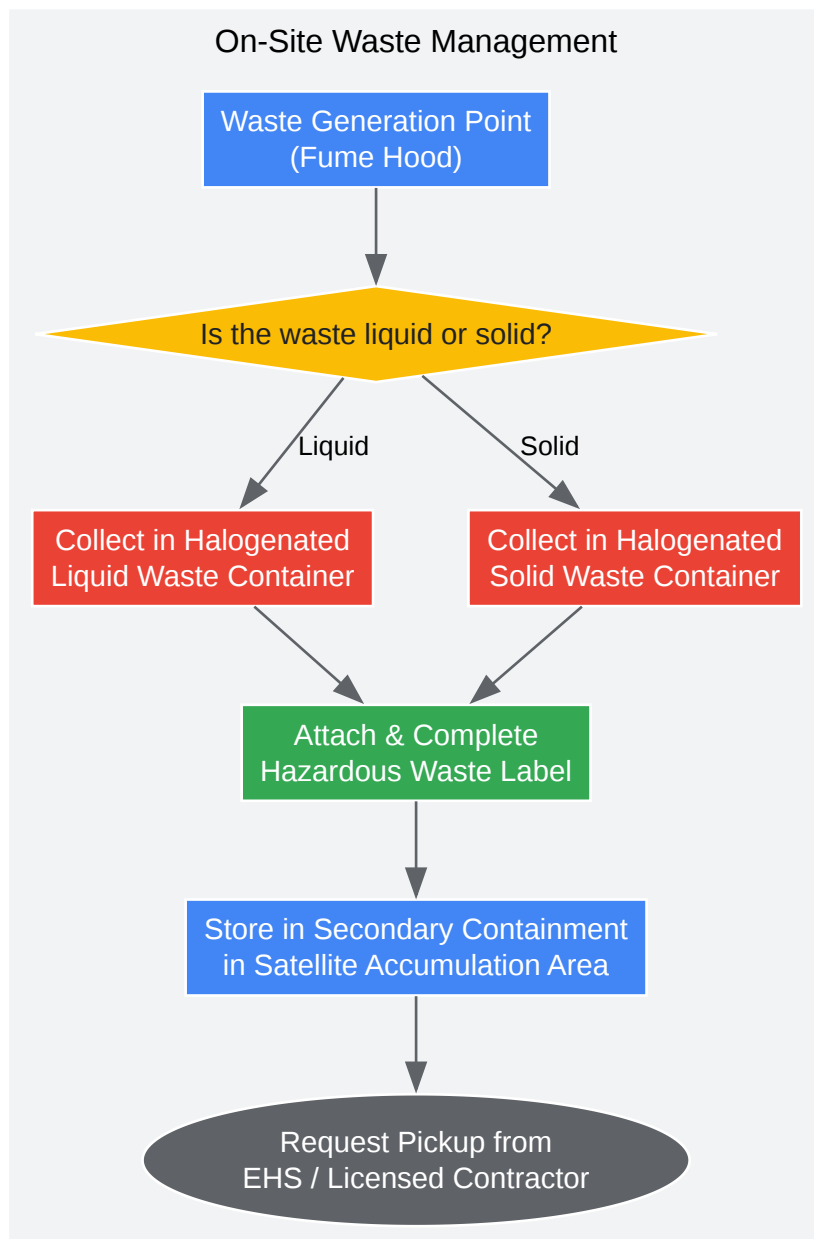 On-Site Waste Management
Waste Generation Point
(Fume Hood)
Is the waste liquid or solid?
Liquid
Solid
Collect in Halogenated
Liquid Waste Container
Collect in Halogenated
Solid Waste Container
Attach & Complete
Hazardous Waste Label
Store in Secondary Containment
in Satellite Accumulation Area
Request Pickup from
EHS / Licensed Contractor